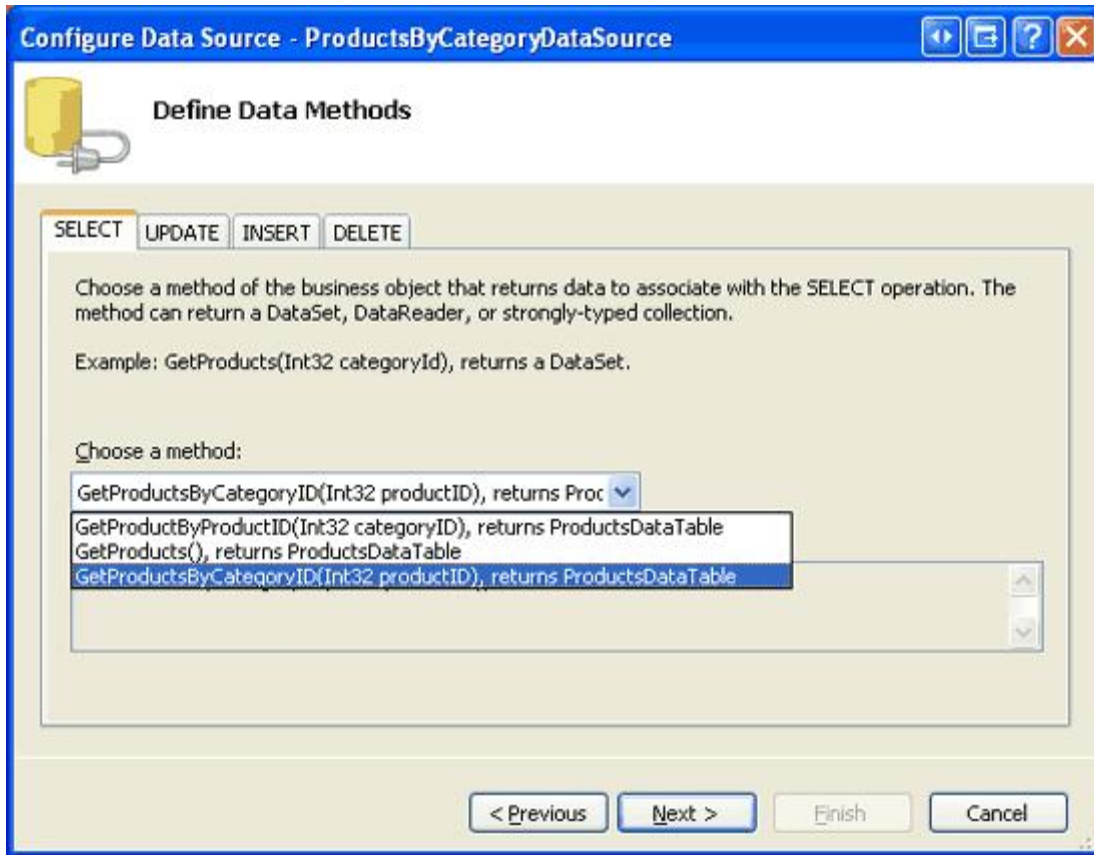 Configure Data Source - ProductsByCategoryDataSource
Define Data Methods
SELECT UPDATE INSERT DELETE
Choose a method of the business object that returns data to associate with the SELECT operation. The
method can return a DataSet, DataReader, or strongly-typed collection.
Example: GetProducts(Int32 categoryId), returns a DataSet.
Choose a method:
GetProductsByCategoryID(Int32 productID), returns Proc
GetProductByProductID(Int32 categoryID), returns ProductsDataTable
GetProducts(), returns ProductsDataTable
GetProductsByCategoryID(Int32 productID), returns ProductsDataTable
< Previous Next > Finish Cancel